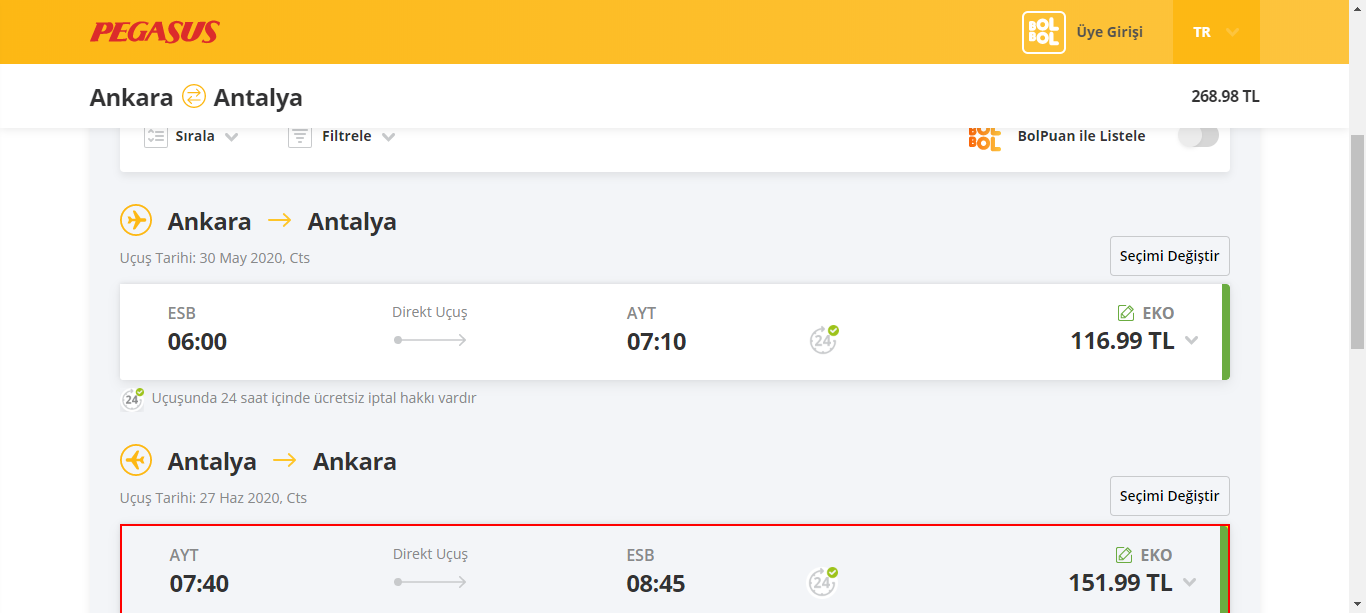 PEGASUS
BOL BOL Üye Girişi TR
Ankara Antalya 268.98 TL
Sırala Filtrele BOL BOL BolPuan ile Listele
Ankara Antalya
Uçuş Tarihi: 30 May 2020, Cts Seçimi Değiştir
ESB Direkt Uçuş AYT EKO
06:00 07:10 24 116.99 TL
24 Uçuşunda 24 saat içinde ücretsiz iptal hakkı vardır
Antalya Ankara
Uçuş Tarihi: 27 Haz 2020, Cts Seçimi Değiştir
AYT Direkt Uçuş ESB EKO
07:40 08:45 24 151.99 TL